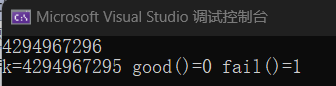 Microsoft Visual Studio 调试控制台
4294967296
k=4294967295 good()=0 fail()=1